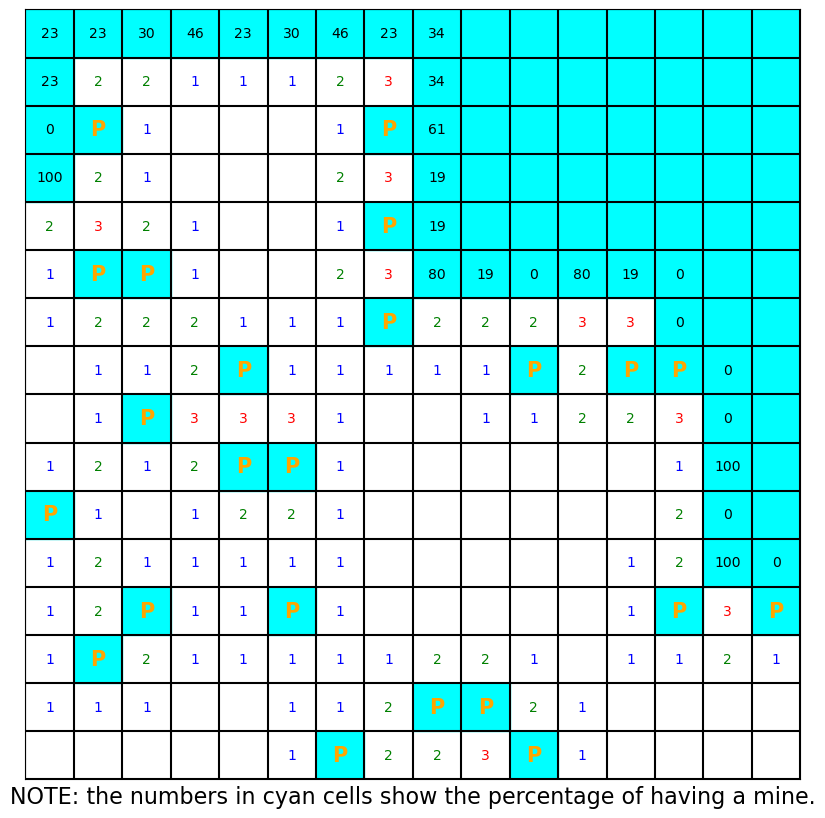 23 23 30 46 23 30 46 23 34
23 2 2 1 1 1 2 3 34
0 P 1 1 P 61
100 2 1 2 3 19
2 3 2 1 1 P 19
1 P P 1 2 3 80 19 0 80 19 0
1 2 2 2 1 1 1 P 2 2 2 3 3 0
1 1 2 P 1 1 1 1 1 P 2 P P 0
1 P 3 3 3 1 1 1 2 2 3 0
1 2 1 2 P P 1 1 100
P 1 1 2 2 1 2 0
1 2 1 1 1 1 1 1 2 100 0
1 2 P 1 1 P 1 1 P 3 P
1 P 2 1 1 1 1 1 2 2 1 1 1 2 1
1 1 1 1 1 2 P P 2 1
1 P 2 2 3 P 1
NOTE: the numbers in cyan cells show the percentage of having a mine.